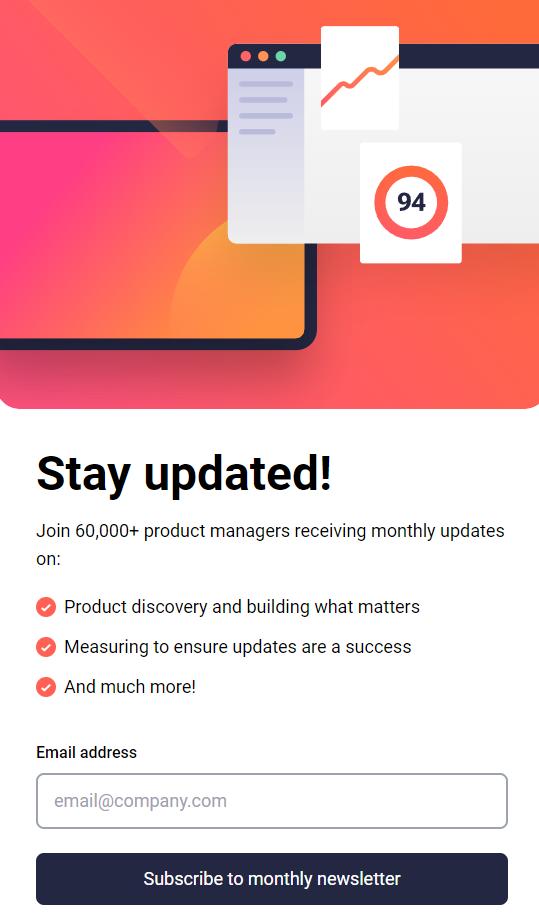 94
Stay updated!
Join 60,000+ product managers receiving monthly updates
on:
Product discovery and building what matters
Measuring to ensure updates are a success
And much more!
Email address
email@company.com
Subscribe to monthly newsletter